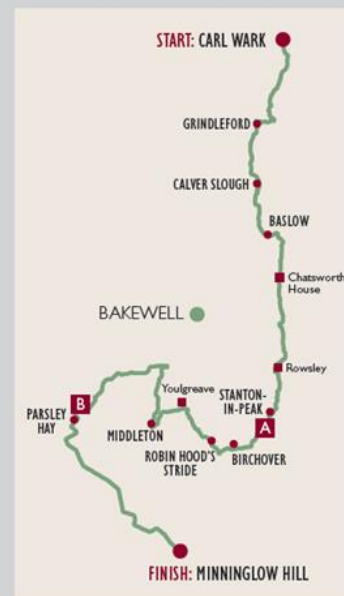 START: CARL WARK
GRINDLEFORD
CALVER SLOUGH
BASLOW
Chatsworth
House
BAKEWELL
Rowsley
STANTON-
IN-PEAK
A
Youlgreave
B
PARSLEY
HAY
MIDDLETON
ROBIN HOOD'S
STRIDE
BIRCHOVER
FINISH: MINNINGLOW HILL